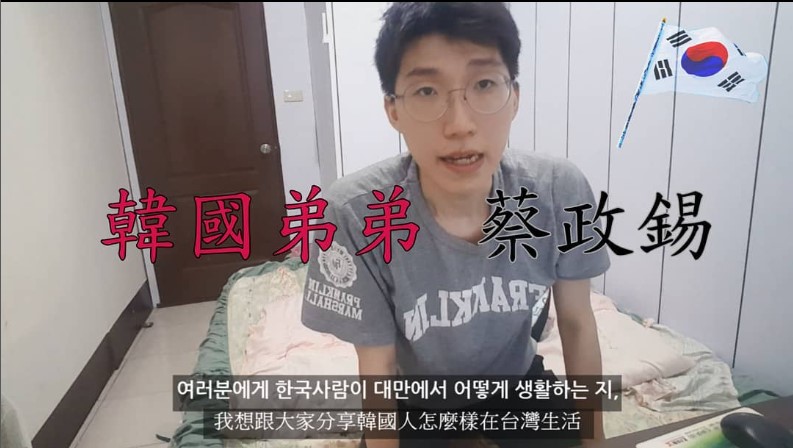 韓國弟弟 蔡政錫
FRANKLIN
MARSHALL
FRANKLIN
여러분에게 한국사람이 대만에서 어떻게 생활하는 지,
我想跟大家分享韓國人怎麼樣在台灣生活